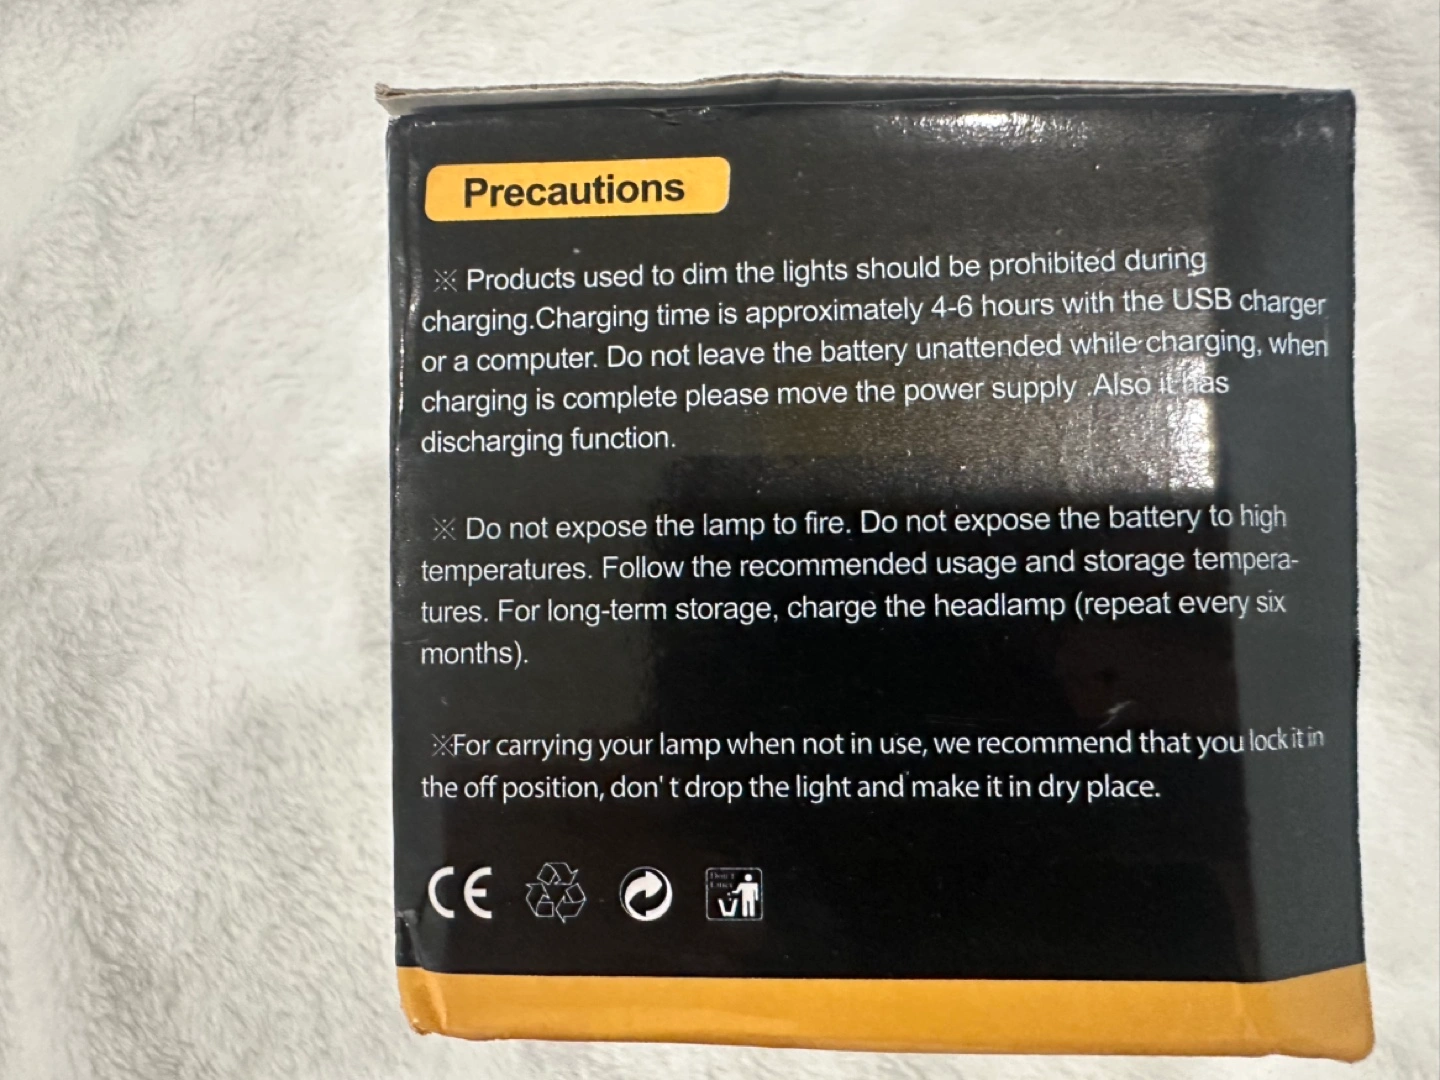 Precautions
※ Products used to dim the lights should be prohibited during
charging.Charging time is approximately 4-6 hours with the USB charger
or a computer. Do not leave the battery unattended while charging, when
charging is complete please move the power supply .Also it has
discharging function.
※ Do not expose the lamp to fire. Do not expose the battery to high
temperatures. Follow the recommended usage and storage tempera-
tures. For long-term storage, charge the headlamp (repeat every six
months).
※For carrying your lamp when not in use, we recommend that you lock it in
the off position, don' t drop the light and make it in dry place.
CE